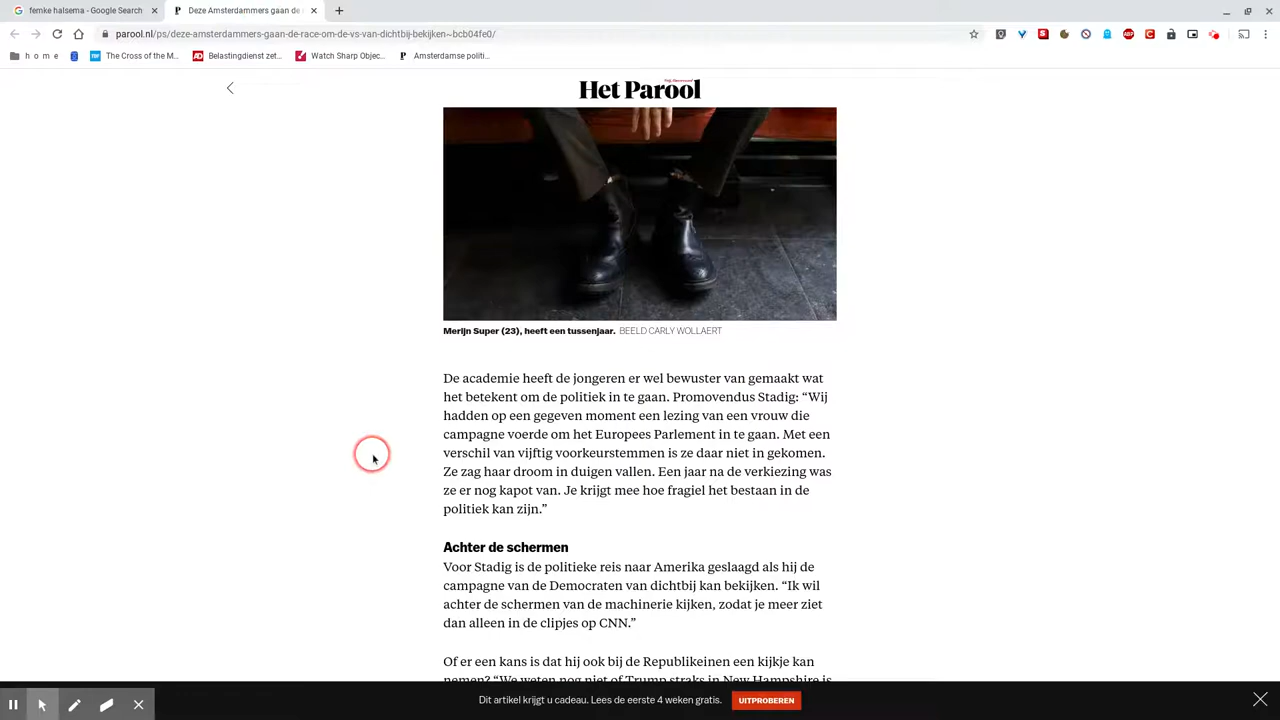 femke halsema - Google Search
Deze Amsterdammers gaan de
parool.nl/ps/deze-amsterdammers-gaan-de-race-om-de-vs-van-dichtbij-bekijken~bcb04fe0/
h o m e
The Cross of the M...
Belastingdienst zet...
Watch Sharp Objec...
Amsterdamse politi...
Het Parool
Merijn Super (23), heeft een tussenjaar. BEELD CARLY WOLLAERT
De academie heeft de jongeren er wel bewuster van gemaakt wat
het betekent om de politiek in te gaan. Promovendus Stadig: “Wij
hadden op een gegeven moment een lezing van een vrouw die
campagne voerde om het Europees Parlement in te gaan. Met een
verschil van vijftig voorkeurstemmen is ze daar niet in gekomen.
Ze zag haar droom in duigen vallen. Een jaar na de verkiezing was
ze er nog kapot van. Je krijgt mee hoe fragiel het bestaan in de
politiek kan zijn.”
Achter de schermen
Voor Stadig is de politieke reis naar Amerika geslaagd als hij de
campagne van de Democraten van dichtbij kan bekijken. “Ik wil
achter de schermen van de machinerie kijken, zodat je meer ziet
dan alleen in de clipjes op CNN.”
Of er een kans is dat hij ook bij de Republikeinen een kijkje kan
nemen? “We weten nog niet of Trump straks in New Hampshire is
Dit artikel krijgt u cadeau. Lees de eerste 4 weken gratis.
UITPROBEREN